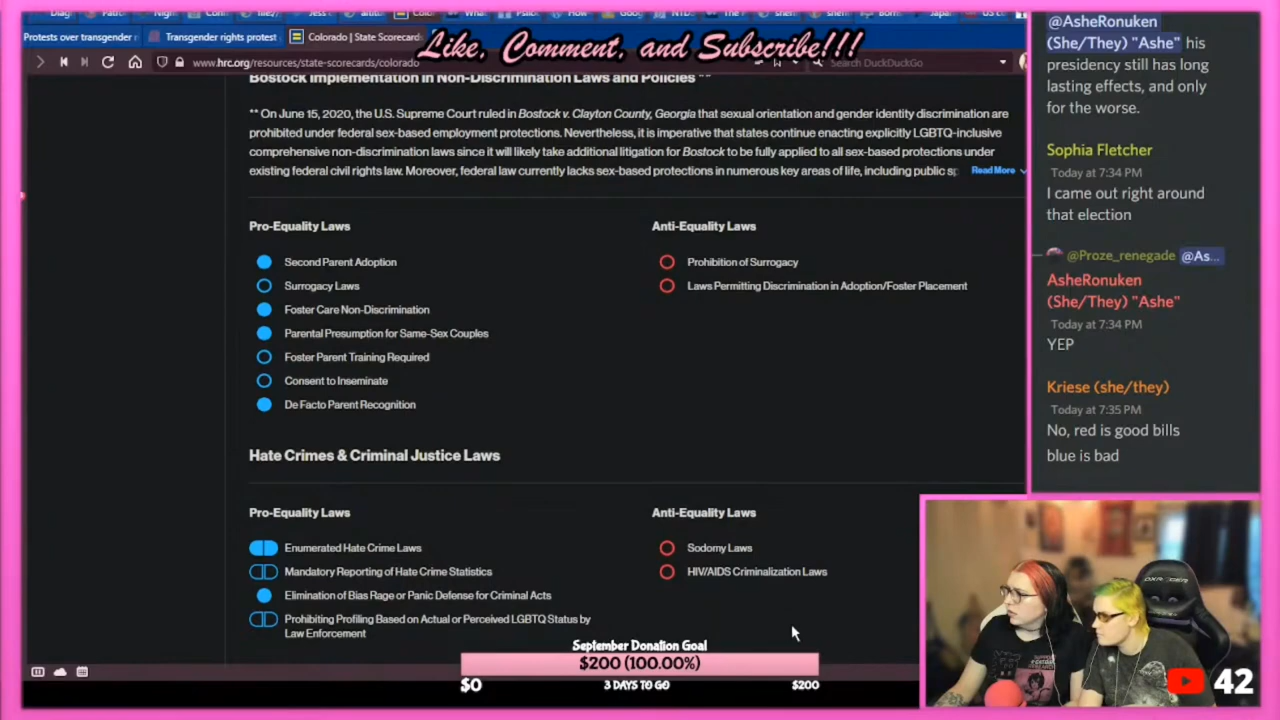 Protests over transgender r
Transgender rights protest
Colorado | State Scorecard
Like, Comment, and Subscribe!!!
www.hrc.org/resources/state-scorecards/colorado
Search DuckDuckGo
Bostock Implementation in Non-Discrimination Laws and Policies **
** On June 15, 2020, the U.S. Supreme Court ruled in Bostock v. Clayton County, Georgia that sexual orientation and gender identity discrimination are
prohibited under federal sex-based employment protections. Nevertheless, it is imperative that states continue enacting explicitly LGBTQ-inclusive
comprehensive non-discrimination laws since it will likely take additional litigation for Bostock to be fully applied to all sex-based protections under
existing federal civil rights law. Moreover, federal law currently lacks sex-based protections in numerous key areas of life, including public sp
Read More
Pro-Equality Laws
Second Parent Adoption
Surrogacy Laws
Foster Care Non-Discrimination
Parental Presumption for Same-Sex Couples
Foster Parent Training Required
Consent to Inseminate
De Facto Parent Recognition
Anti-Equality Laws
Prohibition of Surrogacy
Laws Permitting Discrimination in Adoption/Foster Placement
Hate Crimes & Criminal Justice Laws
Pro-Equality Laws
Enumerated Hate Crime Laws
Mandatory Reporting of Hate Crime Statistics
Elimination of Bias Rage or Panic Defense for Criminal Acts
Prohibiting Profiling Based on Actual or Perceived LGBTQ Status by
Law Enforcement
Anti-Equality Laws
Sodomy Laws
HIV/AIDS Criminalization Laws
September Donation Goal
$200 (100.00%)
$0
3 DAYS TO GO
$200
@AsheRonuken
(She/They) "Ashe" his
presidency still has long
lasting effects, and only
for the worse.
Sophia Fletcher
Today at 7:34 PM
I came out right around
that election
@Proze_renegade @As...
AsheRonuken
(She/They) "Ashe"
Today at 7:34 PM
YEP
Kriese (she/they)
Today at 7:35 PM
No, red is good bills
blue is bad
42